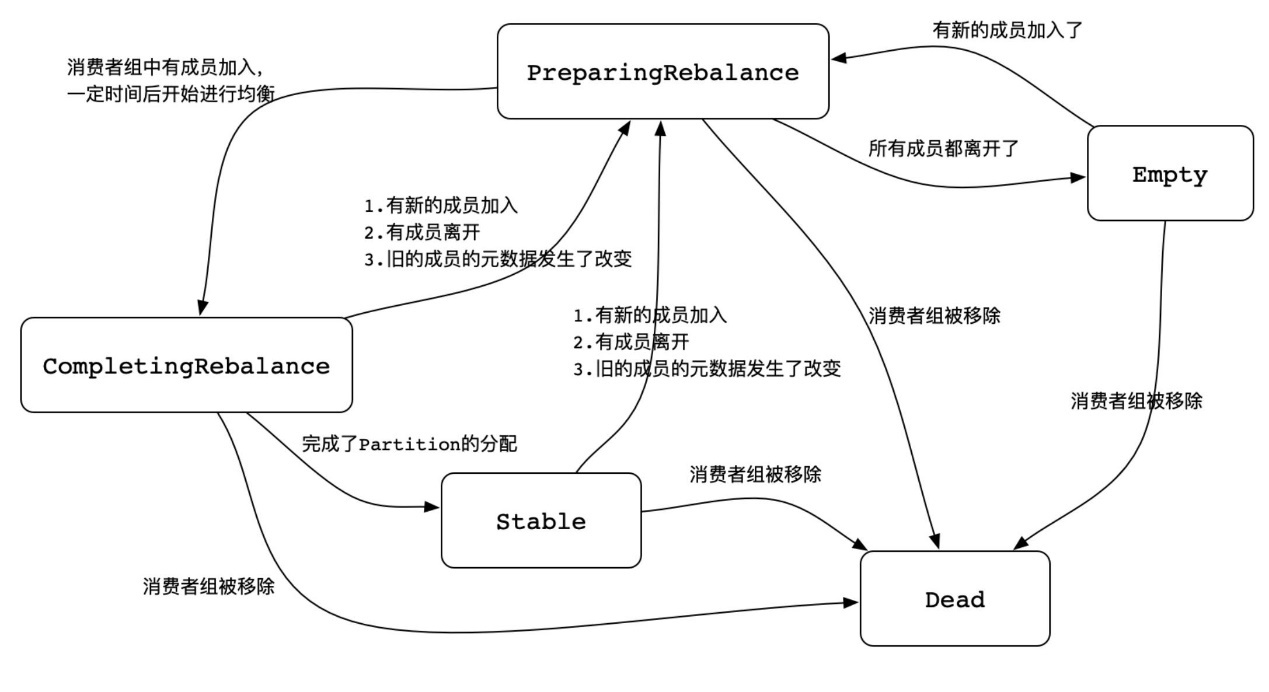 有新的成员加入了
消费者组中有成员加入，
一定时间后开始进行均衡
PreparingRebalance
所有成员都离开了
Empty
1.有新的成员加入
2.有成员离开
3.旧的成员的元数据发生了改变
1.有新的成员加入
2.有成员离开
3.旧的成员的元数据发生了改变
消费者组被移除
CompletingRebalance
消费者组被移除
完成了Partition的分配
消费者组被移除
Stable
消费者组被移除
Dead